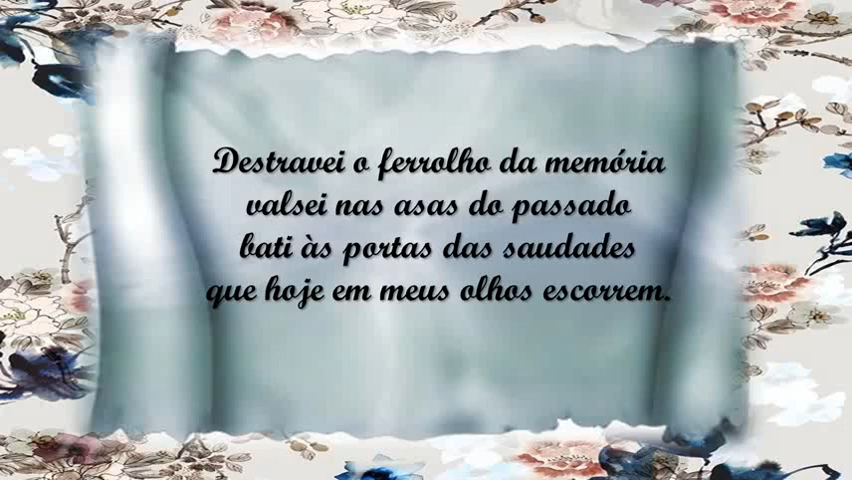 Destravei o ferrolho da memória
valsei nas asas do passado
bati às portas das saudades
que hoje em meus olhos escorrem.